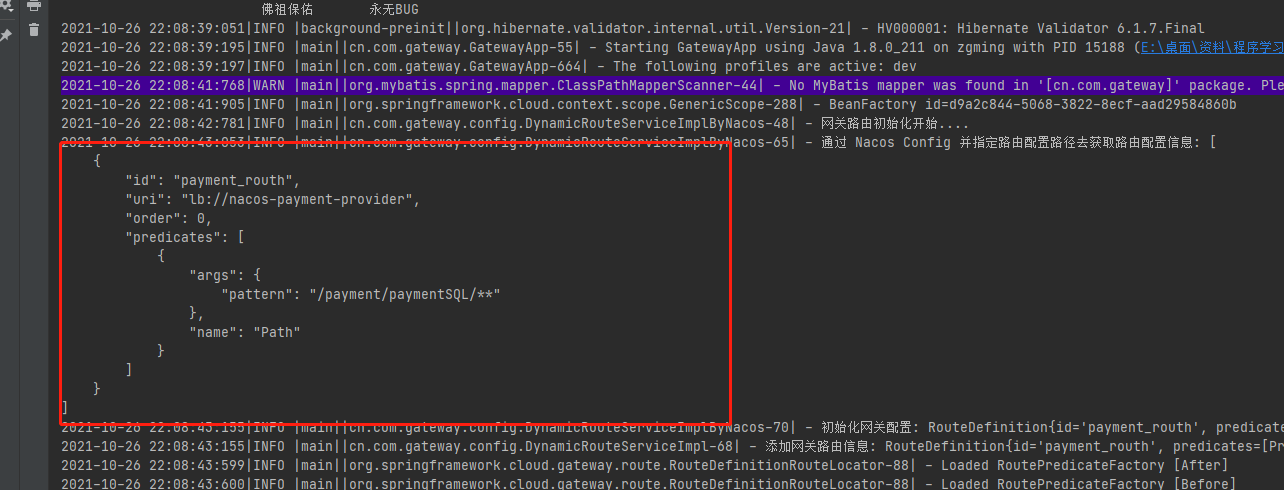 佛祖保佑       永无BUG
2021-10-26 22:08:39:051|INFO |background-preinit||org.hibernate.validator.internal.util.Version-21| - HV000001: Hibernate Validator 6.1.7.Final
2021-10-26 22:08:39:195|INFO |main||cn.com.gateway.GatewayApp-55| - Starting GatewayApp using Java 1.8.0_211 on zgming with PID 15188 (E:\桌面\资料\程序学习
2021-10-26 22:08:39:197|INFO |main||cn.com.gateway.GatewayApp-664| - The following profiles are active: dev
2021-10-26 22:08:41:768|WARN |main||org.mybatis.spring.mapper.ClassPathMapperScanner-44| - No MyBatis mapper was found in '[cn.com.gateway]' package. Ple
2021-10-26 22:08:41:905|INFO |main||org.springframework.cloud.context.scope.GenericScope-288| - BeanFactory id=d9a2c844-5068-3822-8ecf-aad29584860b
2021-10-26 22:08:42:781|INFO |main||cn.com.gateway.config.DynamicRouteServiceImplByNacos-48| - 网关路由初始化开始....
2021-10-26 22:08:43:053|INFO |main||cn.com.gateway.config.DynamicRouteServiceImplByNacos-65| - 通过 Nacos Config 并指定路由配置路径去获取路由配置信息: [
    {
        "id": "payment_routh",
        "uri": "lb://nacos-payment-provider",
        "order": 0,
        "predicates": [
            {
                "args": {
                    "pattern": "/payment/paymentSQL/**"
                },
                "name": "Path"
            }
        ]
    }
]
2021-10-26 22:08:43:155|INFO |main||cn.com.gateway.config.DynamicRouteServiceImplByNacos-70| - 初始化网关配置: RouteDefinition{id='payment_routh', predicate
2021-10-26 22:08:43:155|INFO |main||cn.com.gateway.config.DynamicRouteServiceImpl-68| - 添加网关路由信息: RouteDefinition{id='payment_routh', predicates=[Pr
2021-10-26 22:08:43:599|INFO |main||org.springframework.cloud.gateway.route.RouteDefinitionRouteLocator-88| - Loaded RoutePredicateFactory [After]
2021-10-26 22:08:43:600|INFO |main||org.springframework.cloud.gateway.route.RouteDefinitionRouteLocator-88| - Loaded RoutePredicateFactory [Before]